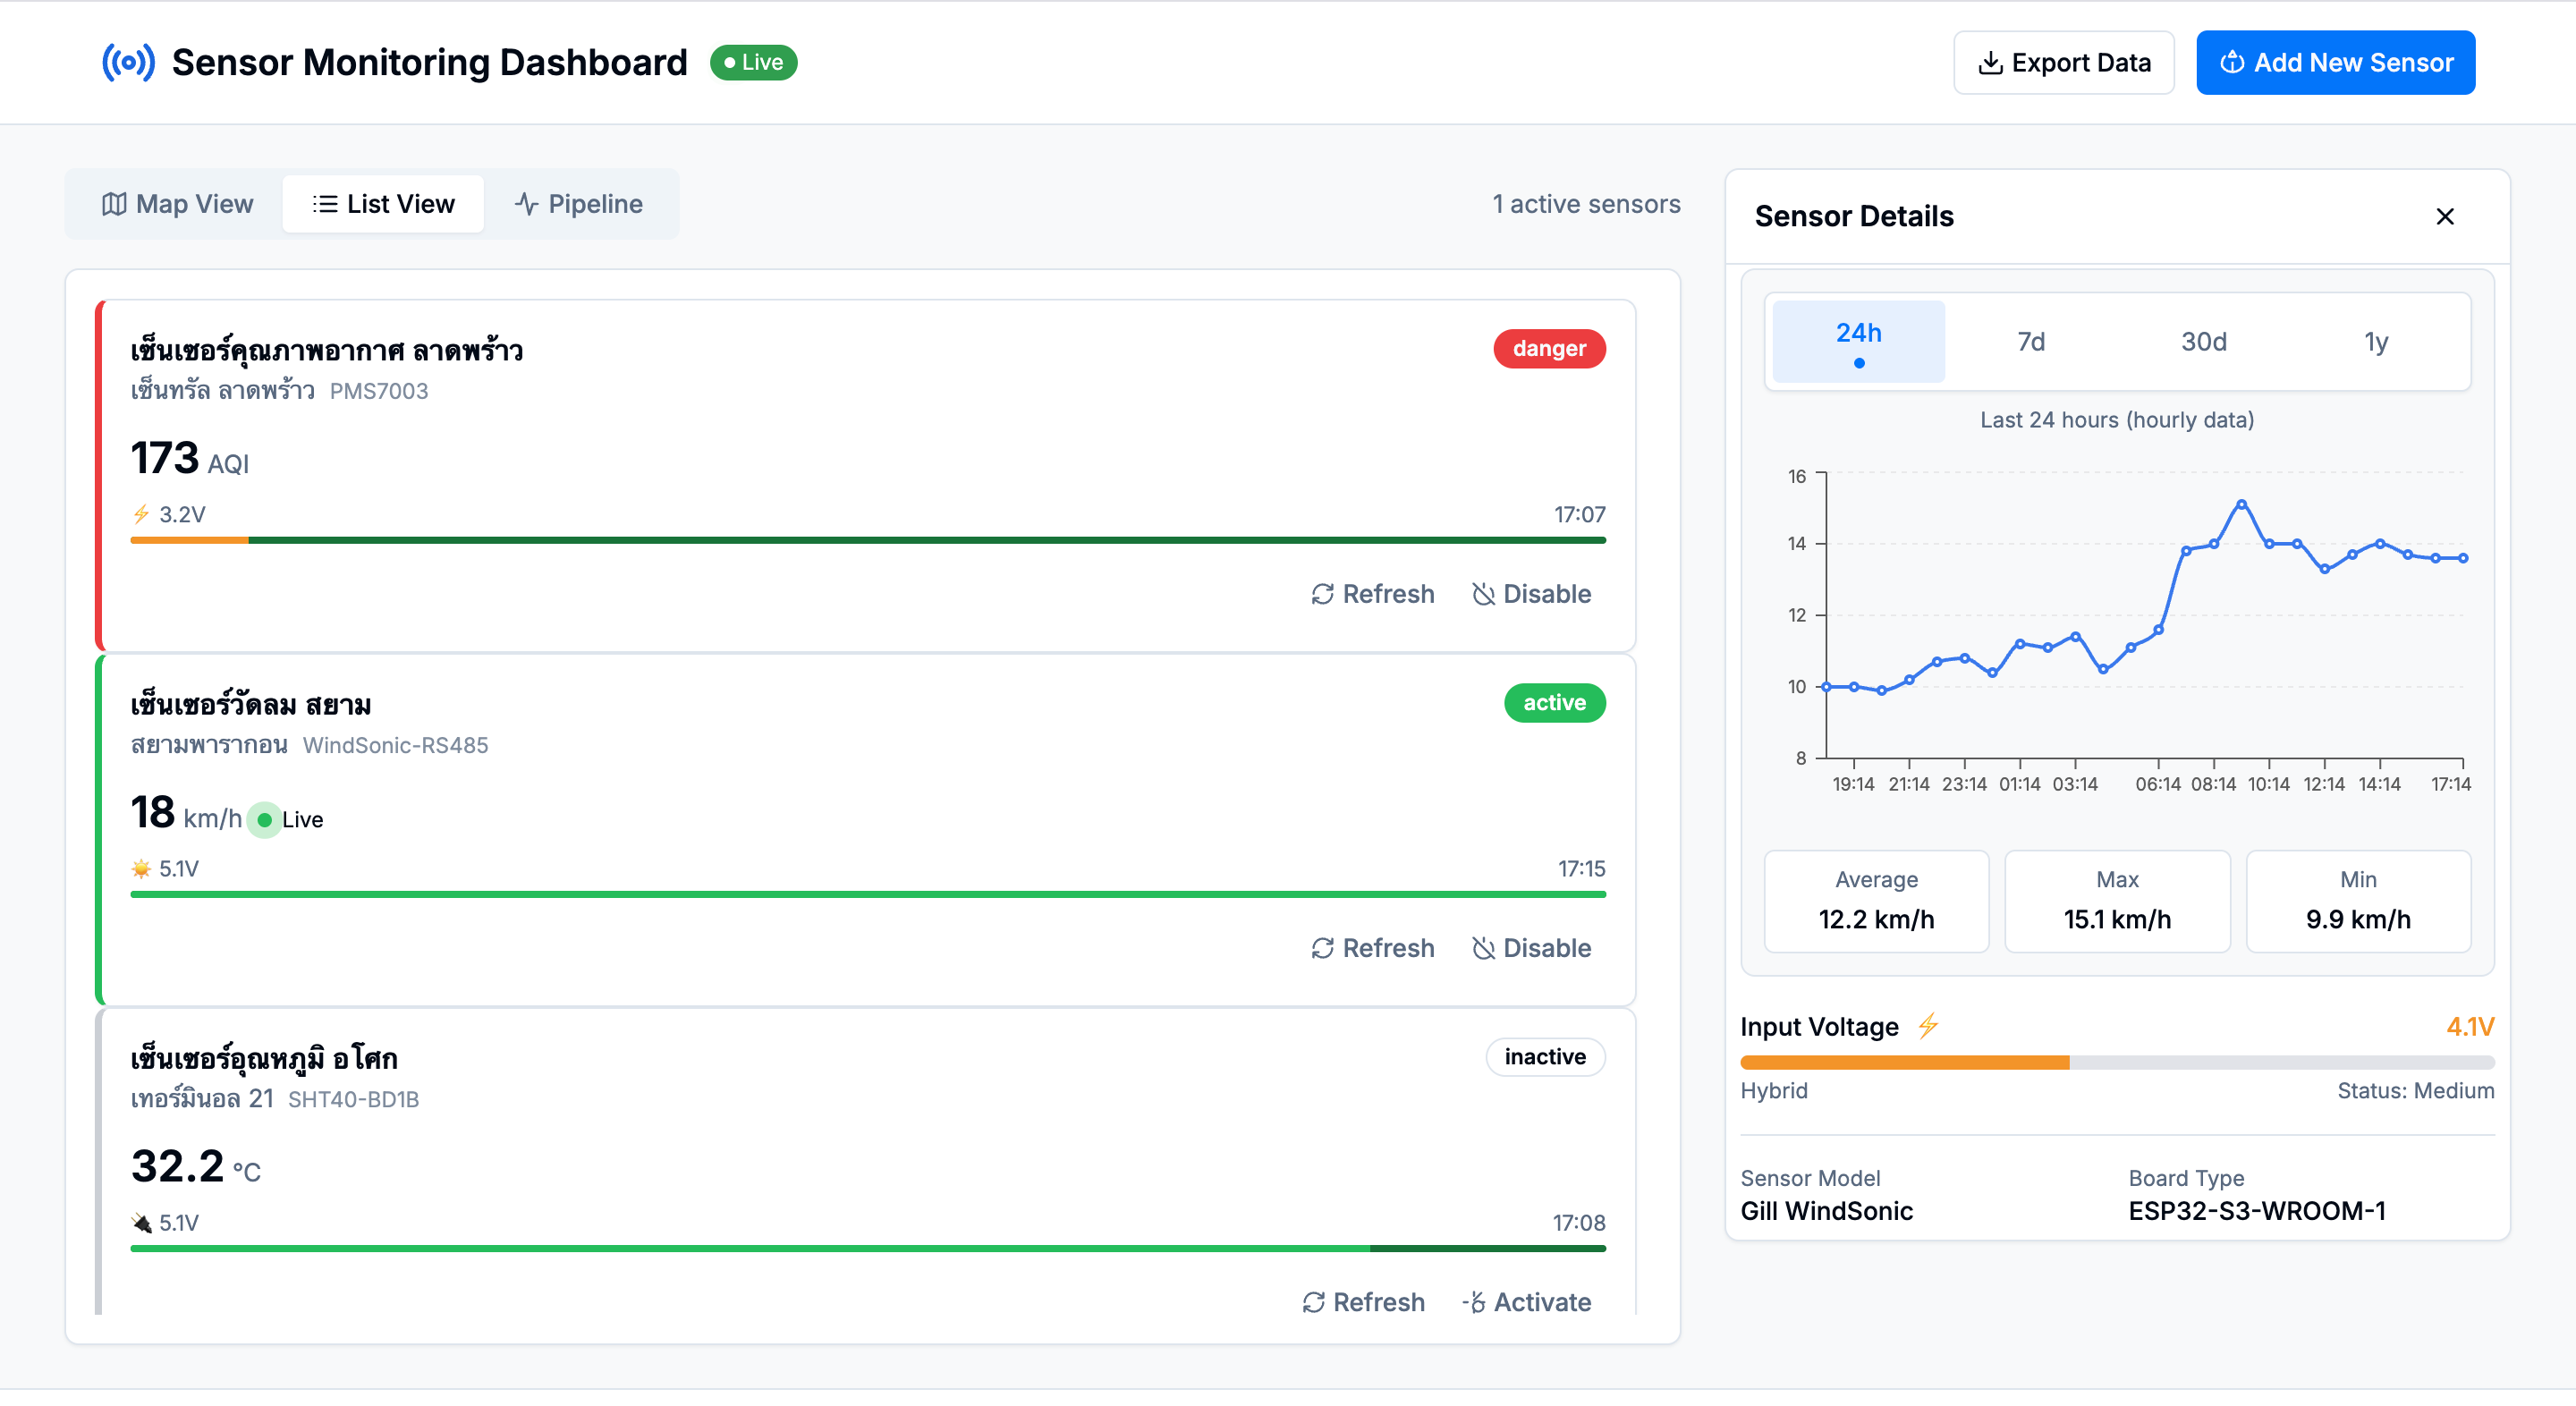 Sensor Monitoring Dashboard Live Export Data Add New Sensor
Map View List View Pipeline 1 active sensors
เซ็นเซอร์คุณภาพอากาศ ลาดพร้าว danger
เซ็นทรัล ลาดพร้าว PMS7003
173 AQI
3.2V 17:07
Refresh Disable
เซ็นเซอร์วัดลม สยาม active
สยามพารากอน WindSonic-RS485
18 km/h Live
5.1V 17:15
Refresh Disable
เซ็นเซอร์อุณหภูมิ อโศก inactive
เทอร์มินอล 21 SHT40-BD1B
32.2 °C
5.1V 17:08
Refresh Activate
Sensor Details
24h 7d 30d 1y
Last 24 hours (hourly data)
16
14
12
10
8
19:14 21:14 23:14 01:14 03:14 06:14 08:14 10:14 12:14 14:14 17:14
Average Max Min
12.2 km/h 15.1 km/h 9.9 km/h
Input Voltage 4.1V
Hybrid Status: Medium
Sensor Model Board Type
Gill WindSonic ESP32-S3-WROOM-1